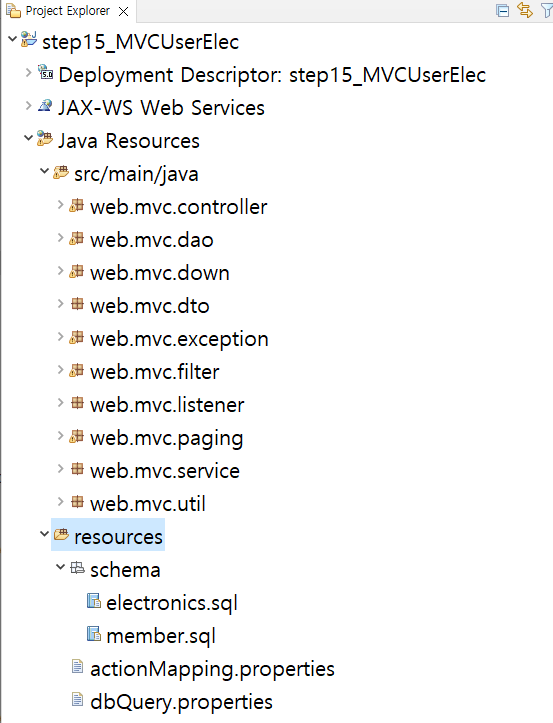 Project Explorer
step15_MVCUserElec
Deployment Descriptor: step15_MVCUserElec
JAX-WS Web Services
Java Resources
src/main/java
web.mvc.controller
web.mvc.dao
web.mvc.down
web.mvc.dto
web.mvc.exception
web.mvc.filter
web.mvc.listener
web.mvc.paging
web.mvc.service
web.mvc.util
resources
schema
electronics.sql
member.sql
actionMapping.properties
dbQuery.properties